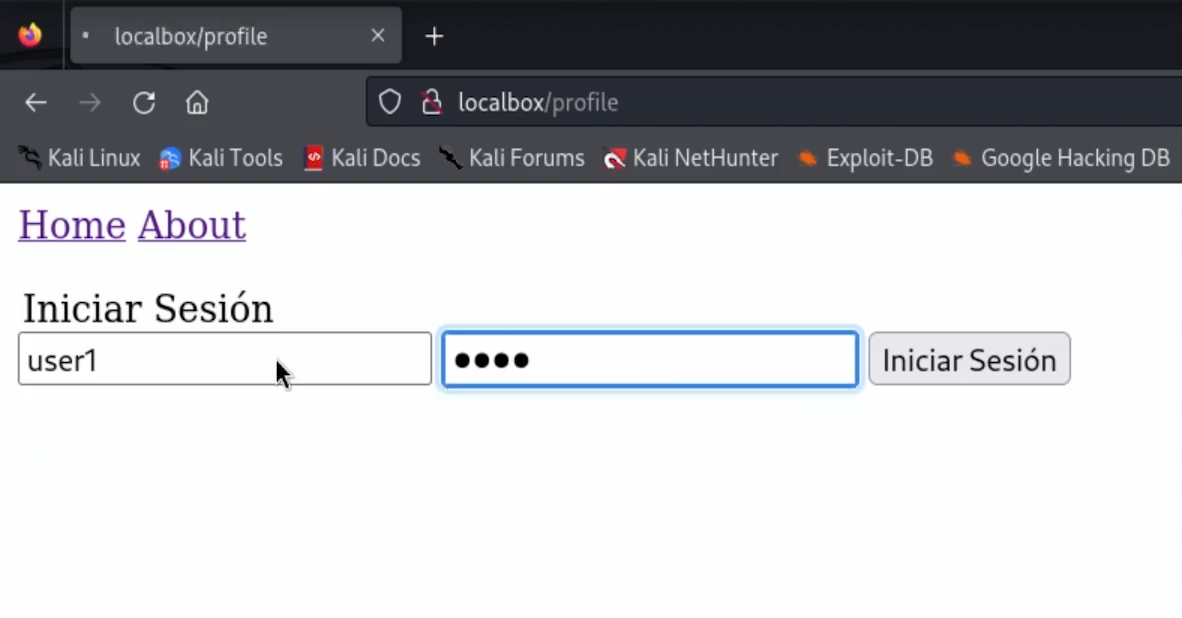 localbox/profile
localbox/profile
Kali Linux Kali Tools Kali Docs Kali Forums Kali NetHunter Exploit-DB Google Hacking DB
Home About
Iniciar Sesión
user1 •••• Iniciar Sesión